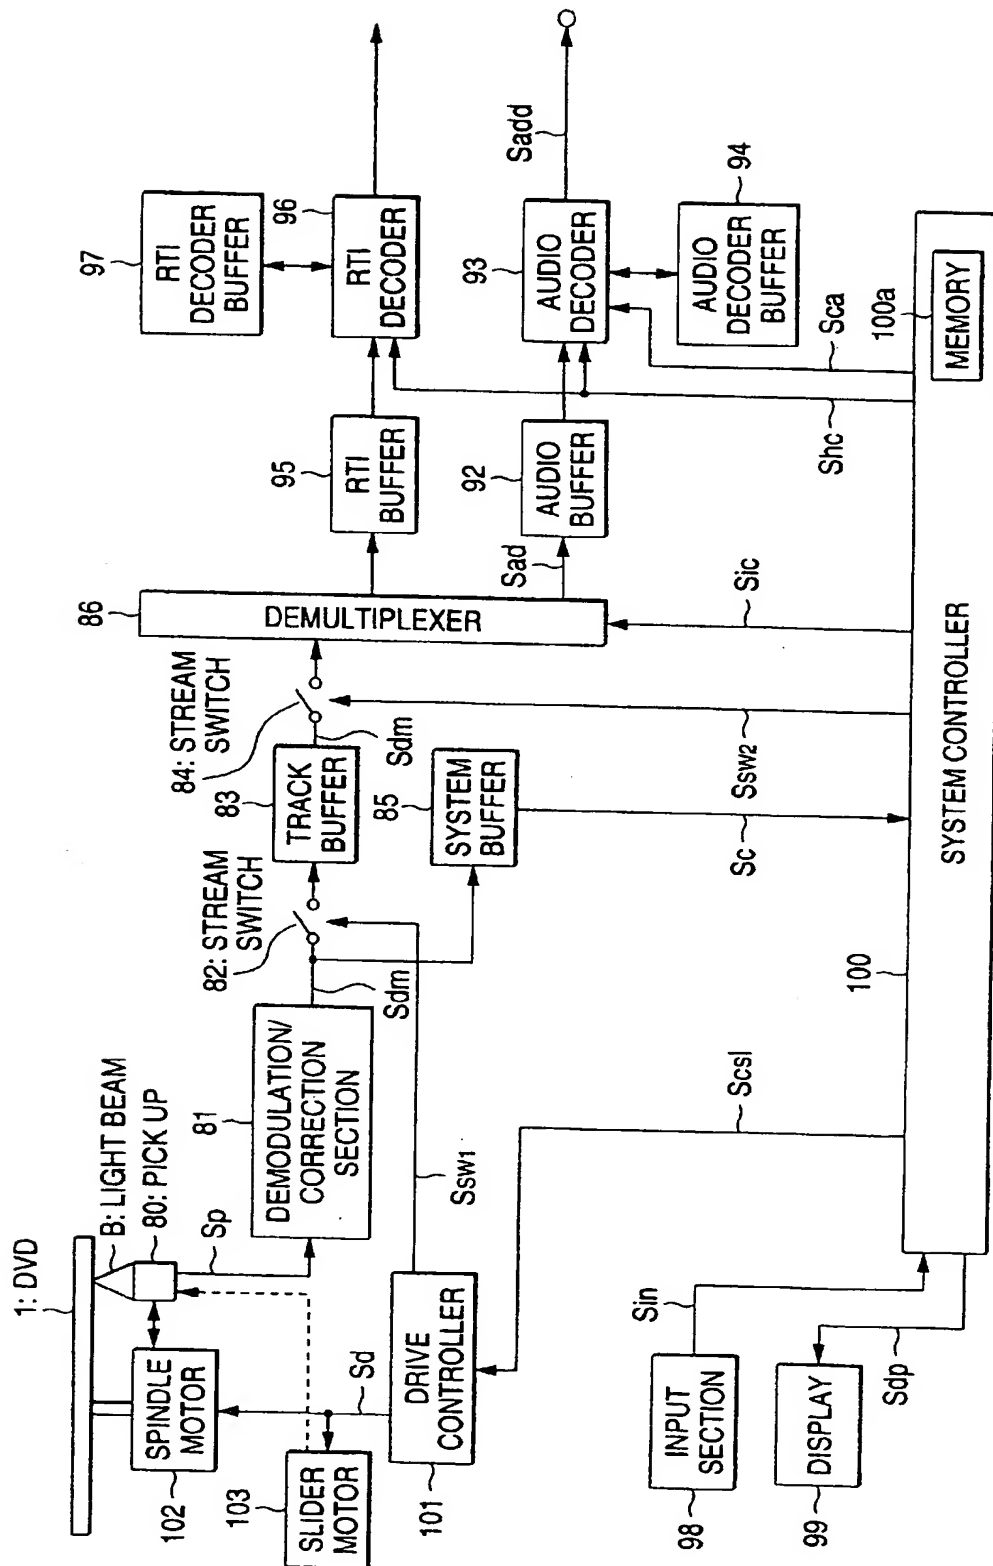 1: DVD
B: LIGHT BEAM
80: PICK UP
Sp
SPINDLE
MOTOR
102
SLIDER
MOTOR
103
Sd
DRIVE
CONTROLLER
101
81
DEMODULATION/
CORRECTION
SECTION
Sdm
Ssw1
82: STREAM
SWITCH
83
TRACK
BUFFER
84: STREAM
SWITCH
Sdm
85
SYSTEM
BUFFER
86
DEMULTIPLEXER
95
RTI
BUFFER
97
RTI
DECODER
BUFFER
96
RTI
DECODER
Sad
92
AUDIO
BUFFER
93
AUDIO
DECODER
Sadd
94
AUDIO
DECODER
BUFFER
Scsl
Sc
Ssw2
Sic
Shc
Sca
INPUT
SECTION
98
Sin
DISPLAY
99
Sdp
100
SYSTEM CONTROLLER
100a
MEMORY